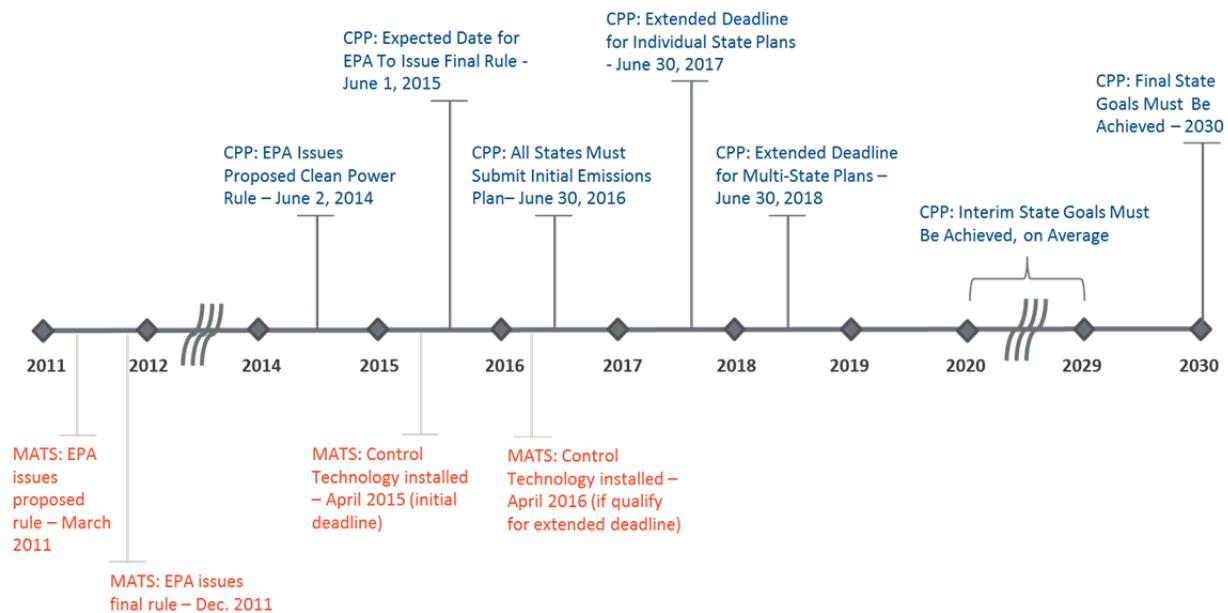 CPP: Extended Deadline
for Individual State Plans
- June 30, 2017
CPP: Expected Date for
EPA To Issue Final Rule -
June 1, 2015
CPP: Final State
Goals Must Be
Achieved – 2030
CPP: EPA Issues
Proposed Clean Power
Rule – June 2, 2014
CPP: All States Must
Submit Initial Emissions
Plan– June 30, 2016
CPP: Extended Deadline
for Multi-State Plans –
June 30, 2018
CPP: Interim State Goals Must
Be Achieved, on Average
2011 2012 2014 2015 2016 2017 2018 2019 2020 2029 2030
MATS: EPA
issues
proposed
rule – March
2011
MATS: Control
Technology installed
– April 2015 (initial
deadline)
MATS: Control
Technology installed –
April 2016 (if qualify
for extended deadline)
MATS: EPA issues
final rule – Dec. 2011